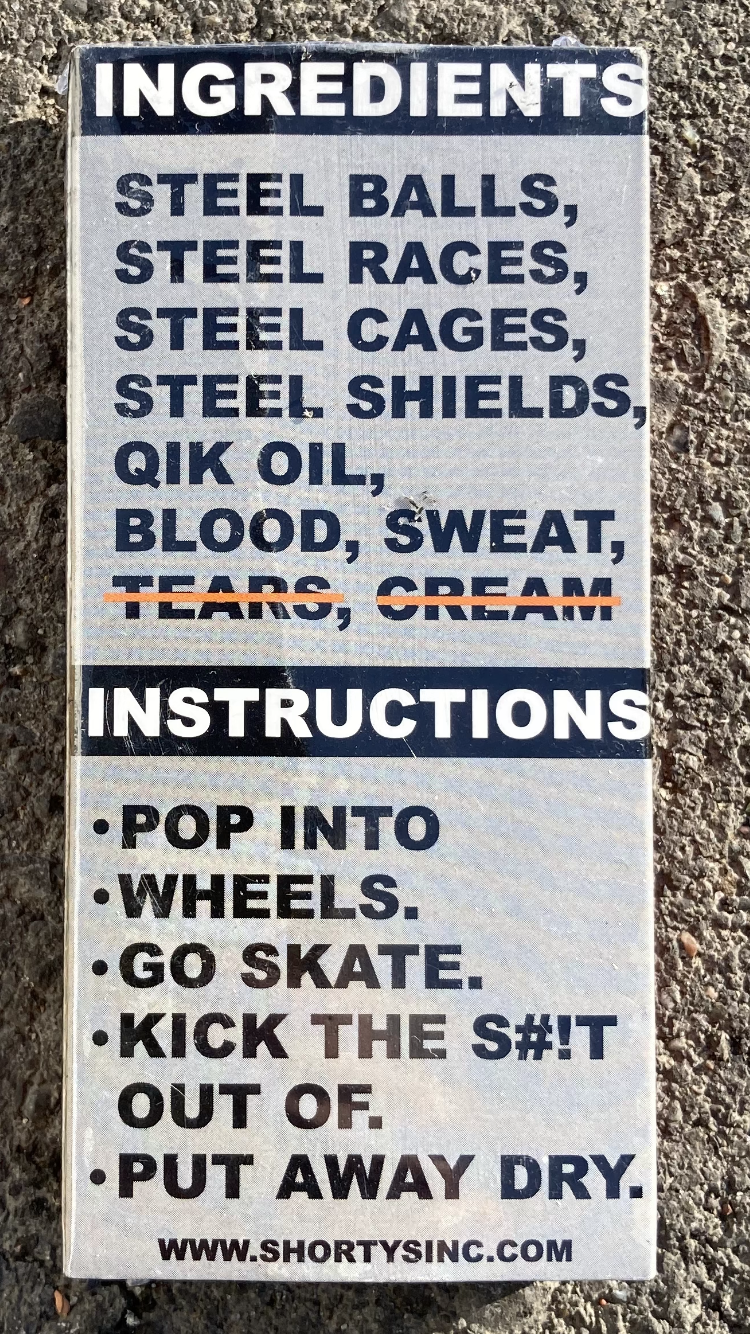 INGREDIENTS
STEEL BALLS,
STEEL RACES,
STEEL CAGES,
STEEL SHIELDS,
QIK OIL,
BLOOD, SWEAT,
TEARS, CREAM
INSTRUCTIONS
•POP INTO
•WHEELS.
•GO SKATE.
•KICK THE S#!T
OUT OF.
•PUT AWAY DRY.
WWW.SHORTYSINC.COM